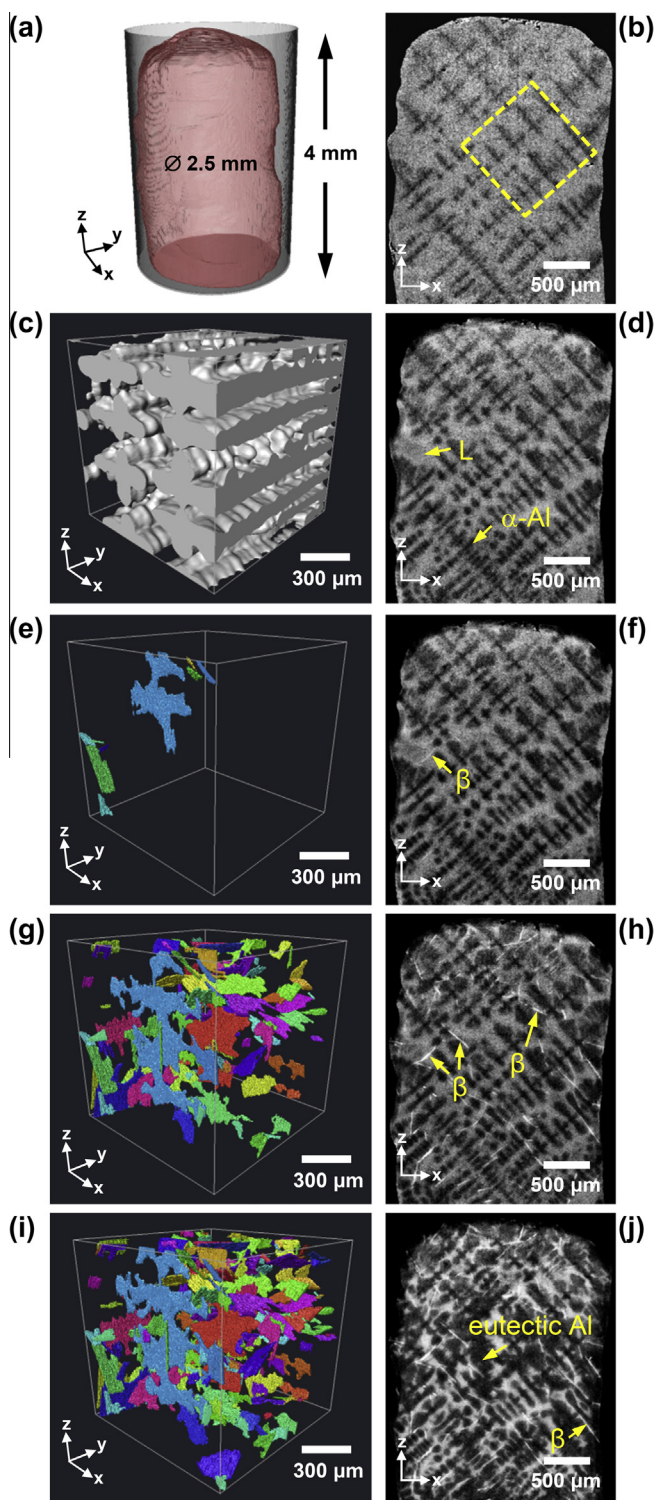 (a)
∅ 2.5 mm
4 mm
z
y
x
(b)
z
x
500 µm
(c)
z
y
x
300 µm
(d)
L
α-Al
z
x
500 µm
(e)
z
y
x
300 µm
(f)
β
z
x
500 µm
(g)
z
y
x
300 µm
(h)
β
β
z
x
500 µm
(i)
z
y
x
300 µm
(j)
eutectic Al
β
z
x
500 µm